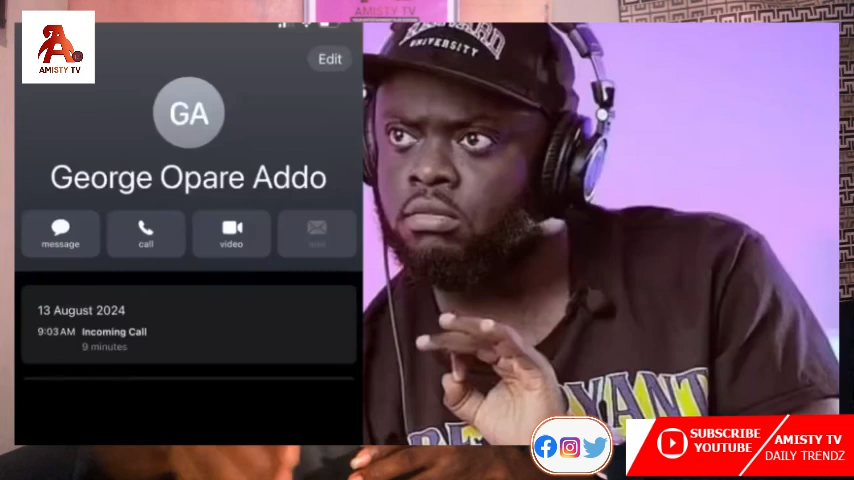 AMISTY TV
AMISTY TV
Edit
GA
George Opare Addo
message
call
video
13 August 2024
9:03 AM Incoming Call
9 minutes
UNIVERSITY
SUBSCRIBE
YOUTUBE
AMISTY TV
DAILY TRENDZ